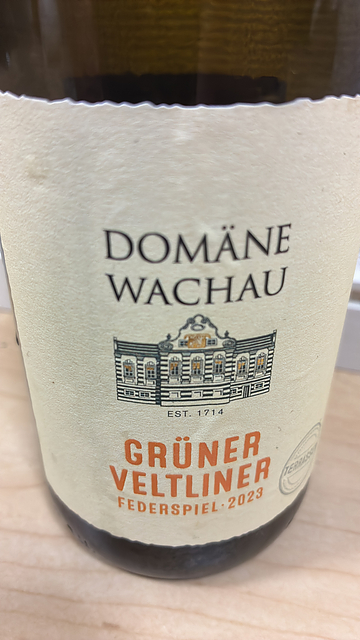 DOMÄNE
WACHAU
EST. 1714
GRÜNER
VELTLINER
FEDERSPIEL · 2023